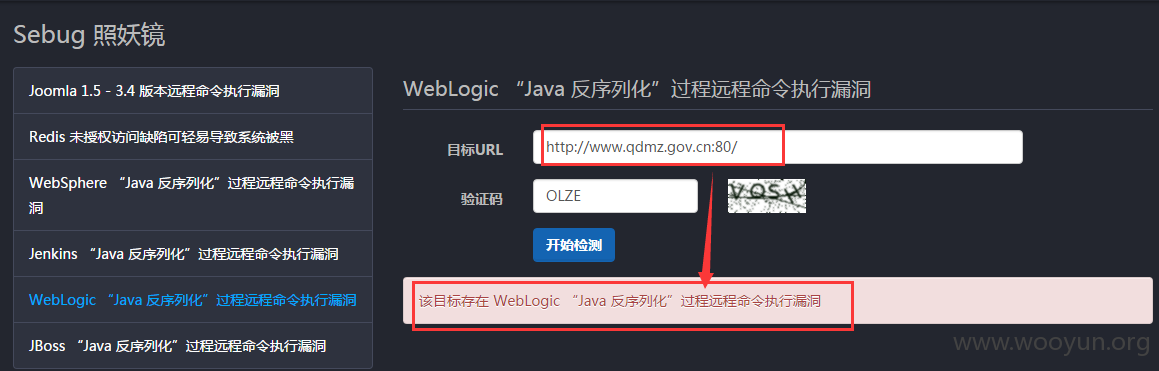 Sebug 照妖镜
Joomla 1.5 - 3.4 版本远程命令执行漏洞
Redis 未授权访问缺陷可轻易导致系统被黑
WebSphere “Java 反序列化”过程远程命令执行漏
洞
Jenkins “Java 反序列化”过程远程命令执行漏洞
WebLogic “Java 反序列化”过程远程命令执行漏洞
JBoss “Java 反序列化”过程远程命令执行漏洞
WebLogic “Java 反序列化”过程远程命令执行漏洞
目标URL
http://www.qdmz.gov.cn:80/
验证码
OLZE
开始检测
该目标存在 WebLogic “Java 反序列化”过程远程命令执行漏洞
www.wooyun.org